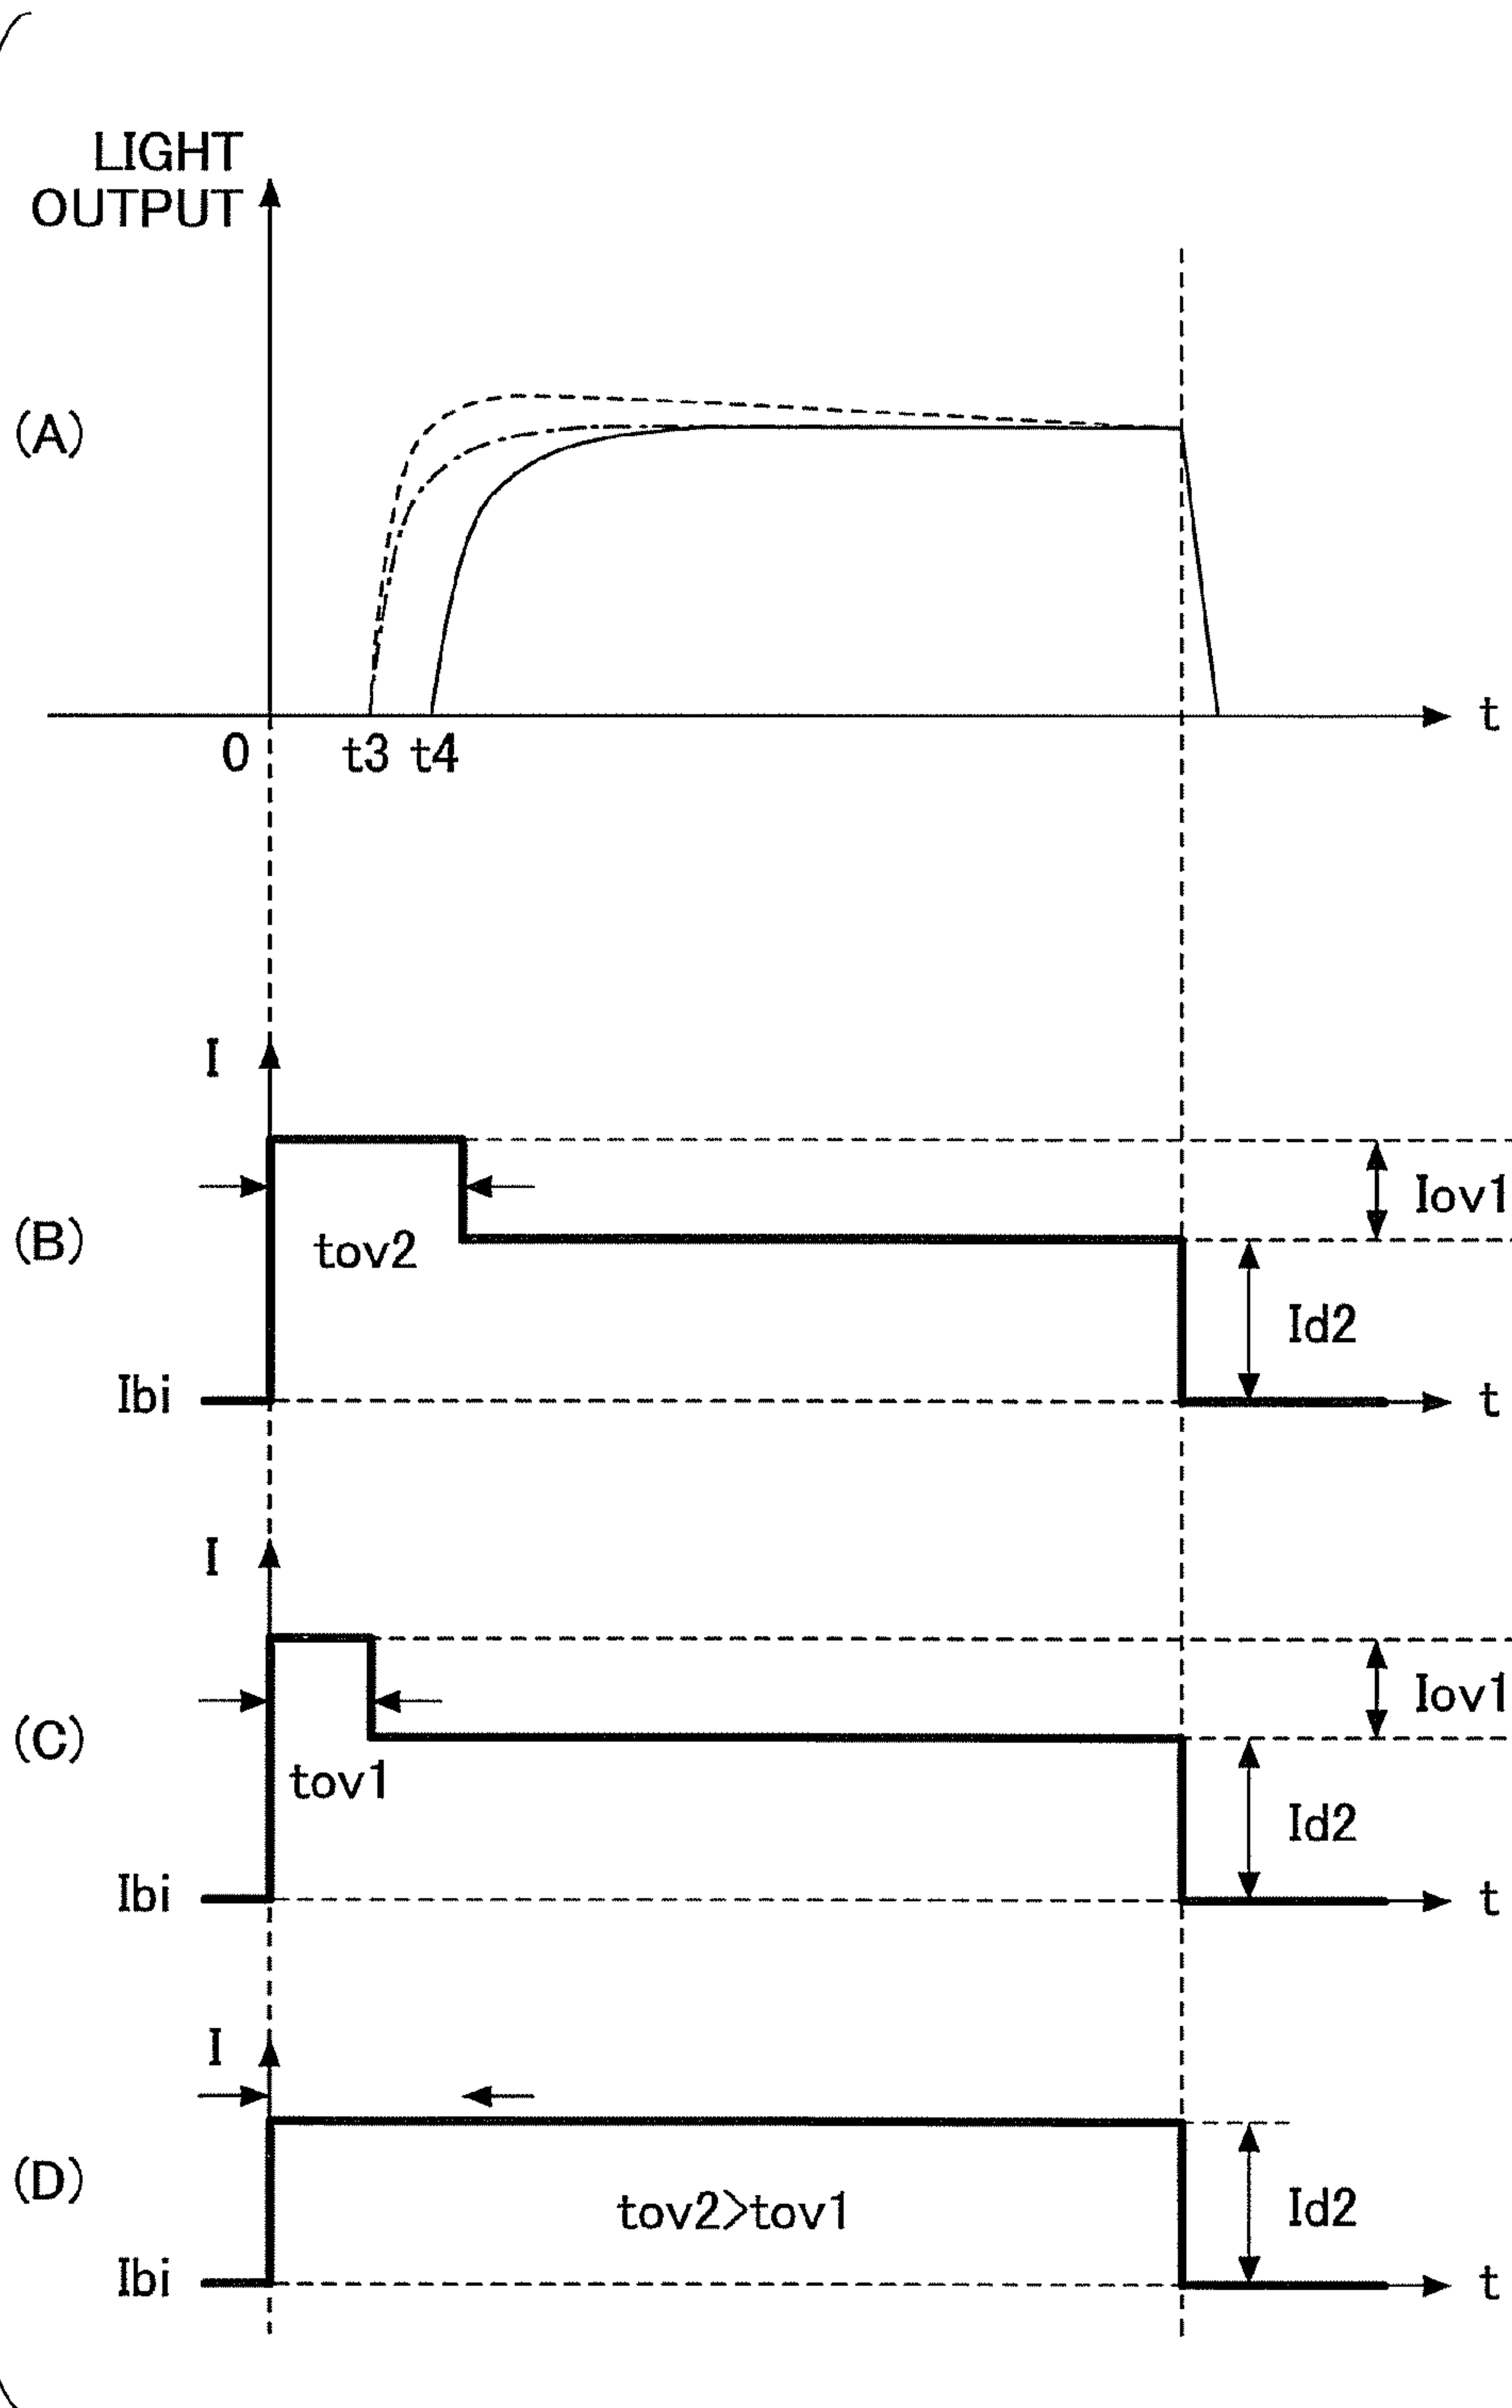 LIGHT
OUTPUT
(A)
t
0
t3
t4
I
Iov1
(B)
tov2
Id2
Ibi
t
I
Iov1
(C)
tov1
Id2
Ibi
t
I
(D)
tov2>tov1
Id2
Ibi
t